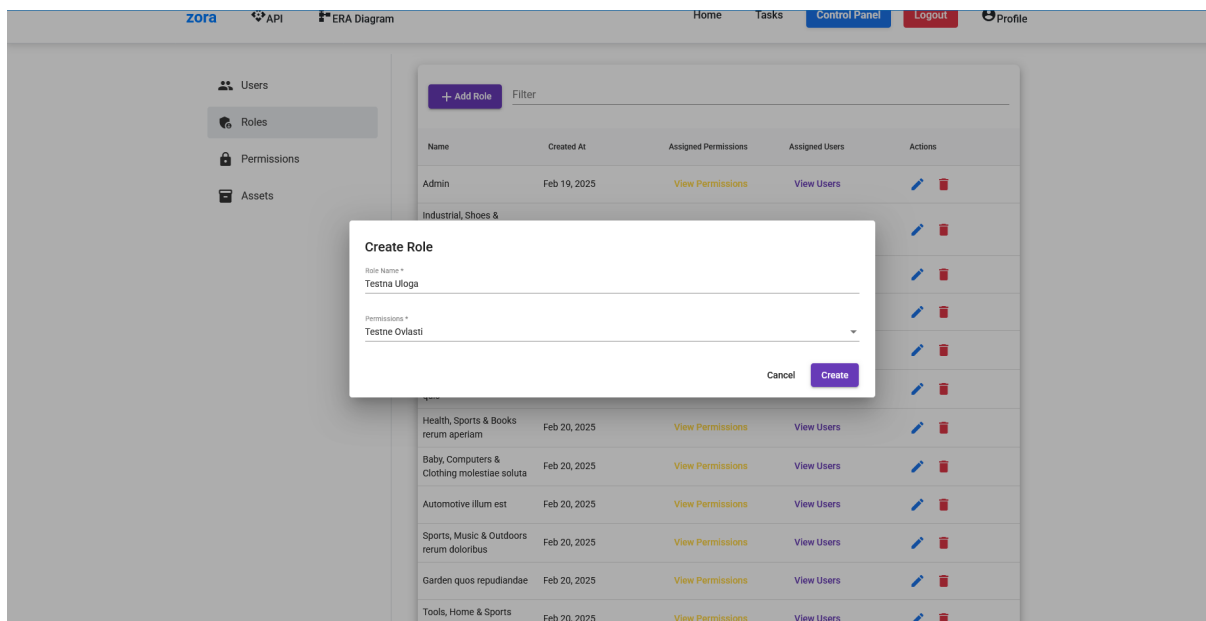 zora API ERA Diagram Home Tasks Control Panel Logout Profile
Users
Roles
Permissions
Assets
Add Role Filter
Name Created At Assigned Permissions Assigned Users Actions
Admin Feb 19, 2025 View Permissions View Users
Industrial, Shoes &
Create Role
Role Name *
Testna Uloga
Permissions *
Testne Ovlasti
Cancel Create
Health, Sports & Books
rerum aperiam Feb 20, 2025 View Permissions View Users
Baby, Computers &
Clothing molestiae soluta Feb 20, 2025 View Permissions View Users
Automotive illum est Feb 20, 2025 View Permissions View Users
Sports, Music & Outdoors
rerum doloribus Feb 20, 2025 View Permissions View Users
Garden quos repudiandae Feb 20, 2025 View Permissions View Users
Tools, Home & Sports
Feb 20, 2025 View Permissions View Users